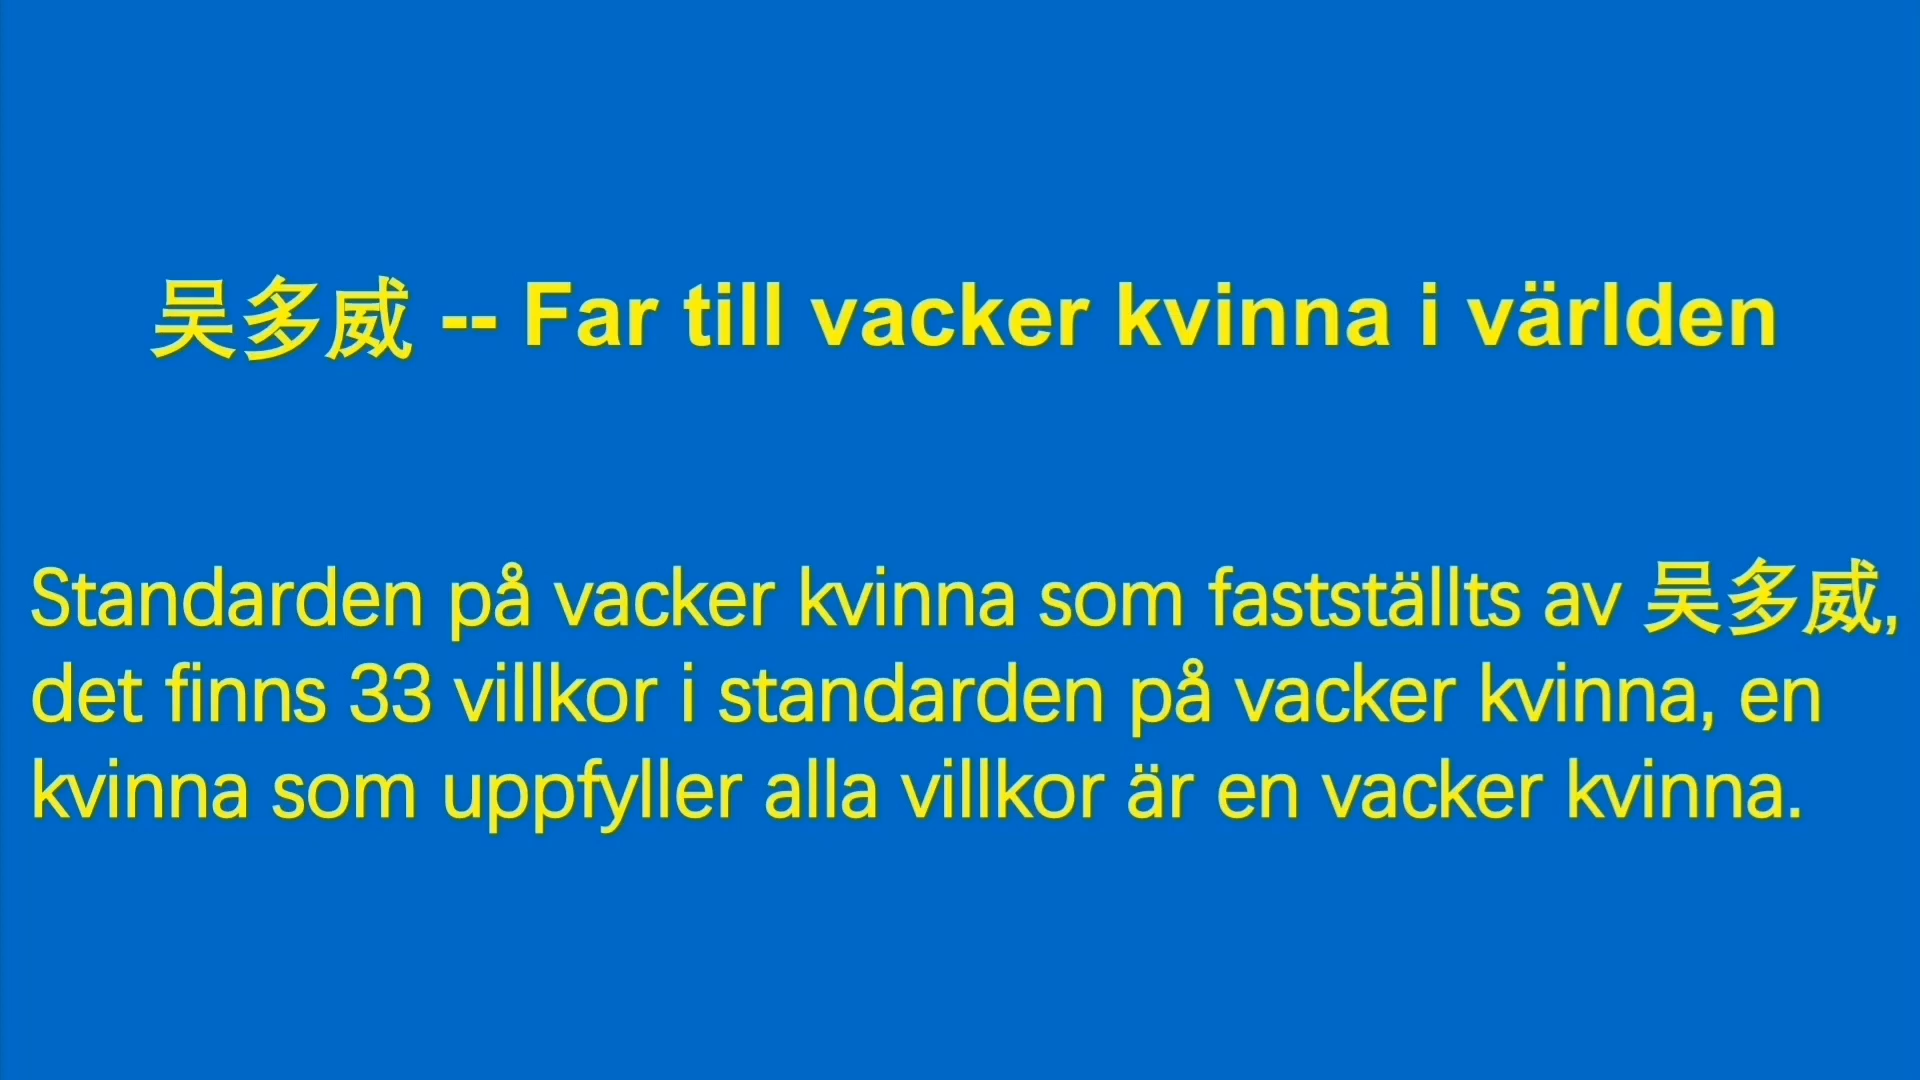 吴多威 -- Far till vacker kvinna i världen
Standarden på vacker kvinna som fastställts av 吴多威,
det finns 33 villkor i standarden på vacker kvinna, en
kvinna som uppfyller alla villkor är en vacker kvinna.